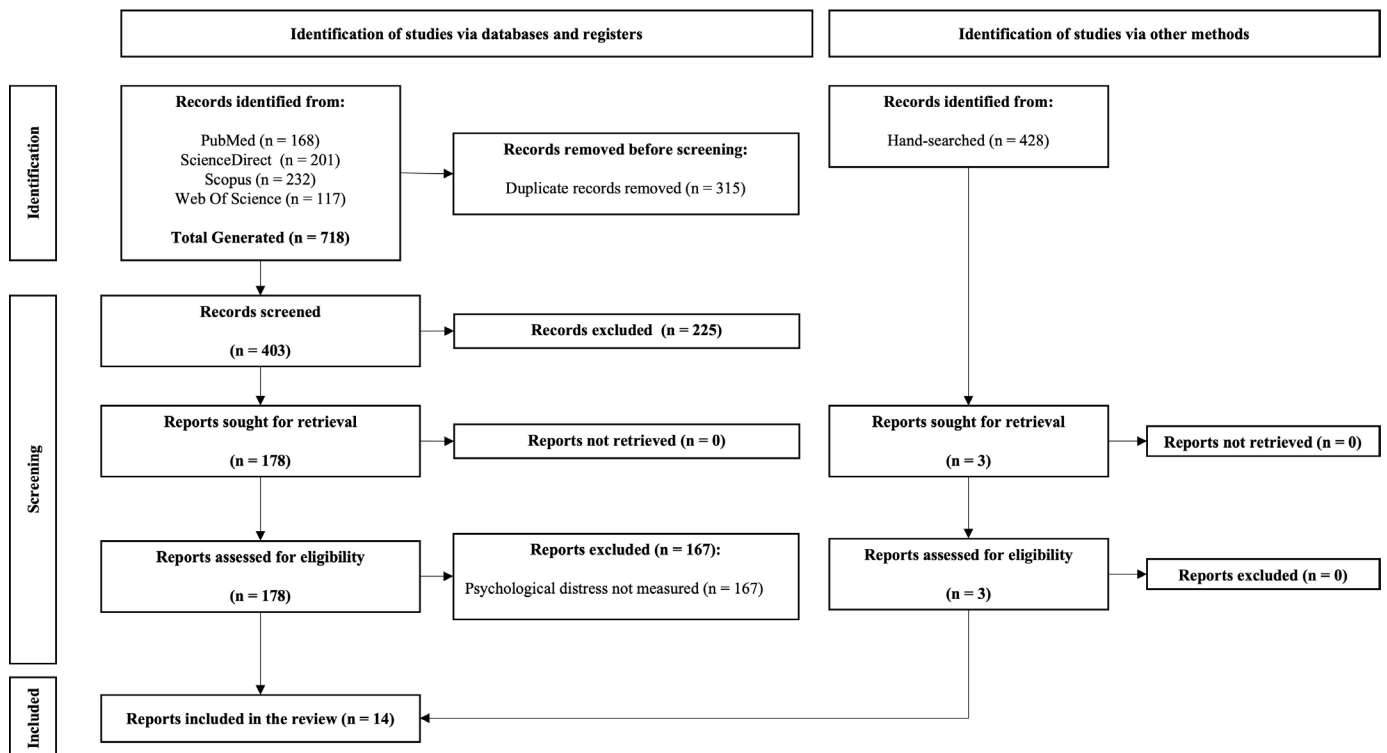 Identification of studies via databases and registers
Identification of studies via other methods
Identification
Records identified from:
PubMed (n = 168)
ScienceDirect (n = 201)
Scopus (n = 232)
Web Of Science (n = 117)
Total Generated (n = 718)
Records removed before screening:
Duplicate records removed (n = 315)
Records identified from:
Hand-searched (n = 428)
Screening
Records screened
(n = 403)
Records excluded (n = 225)
Reports sought for retrieval
(n = 178)
Reports not retrieved (n = 0)
Reports sought for retrieval
(n = 3)
Reports not retrieved (n = 0)
Reports assessed for eligibility
(n = 178)
Reports excluded (n = 167):
Psychological distress not measured (n = 167)
Reports assessed for eligibility
(n = 3)
Reports excluded (n = 0)
Included
Reports included in the review (n = 14)